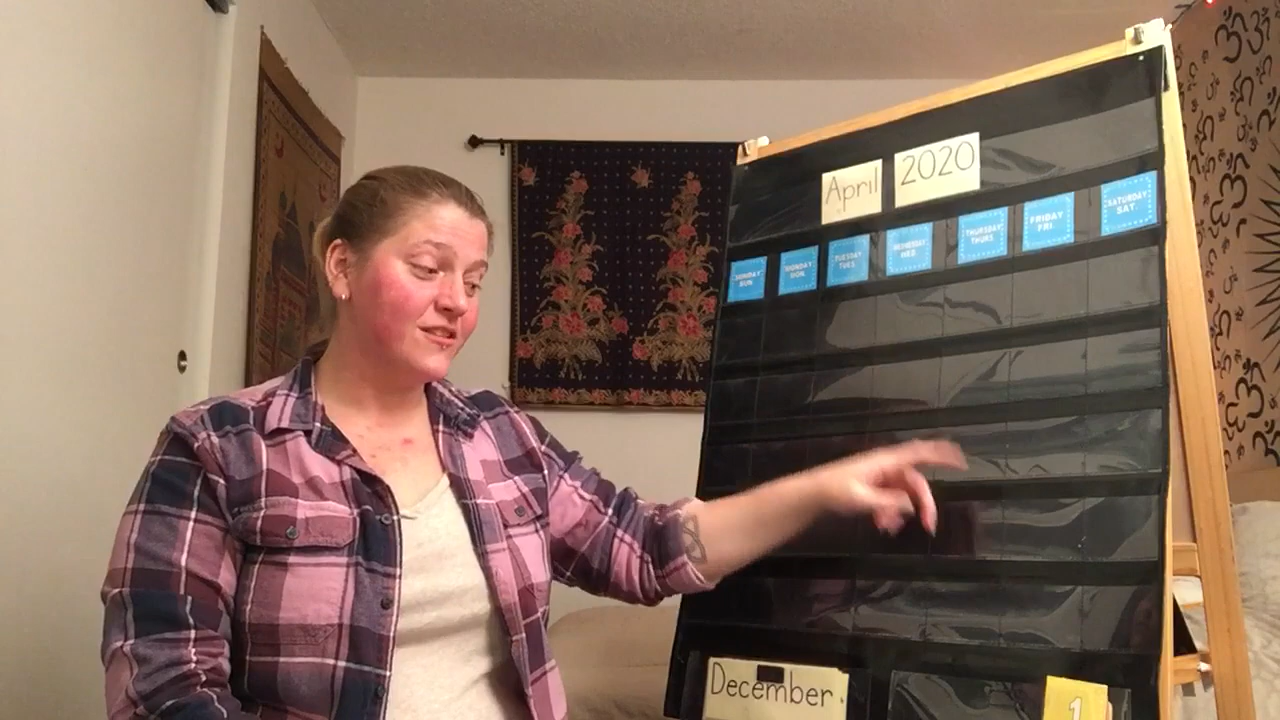 April
2020
SUNDAY
SUN.
MONDAY
MON.
TUESDAY
TUES.
WEDNESDAY
WED.
THURSDAY
THURS.
FRIDAY
FRI.
SATURDAY
SAT.
December
1